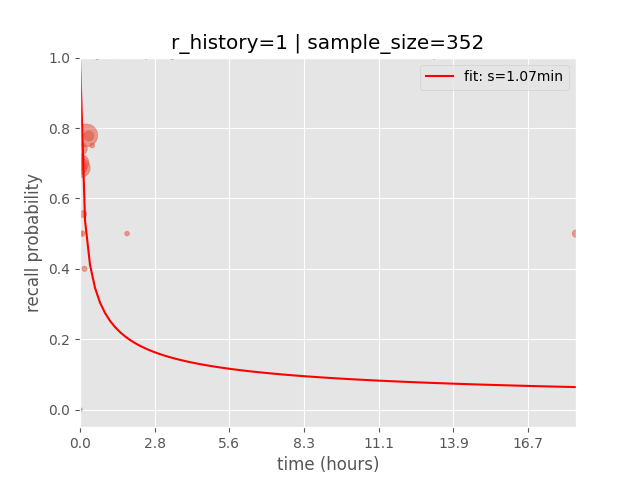 r_history=1 | sample_size=352
fit: s=1.07min
1.0
0.8
0.6
0.4
0.2
0.0
recall probability
0.0 2.8 5.6 8.3 11.1 13.9 16.7
time (hours)